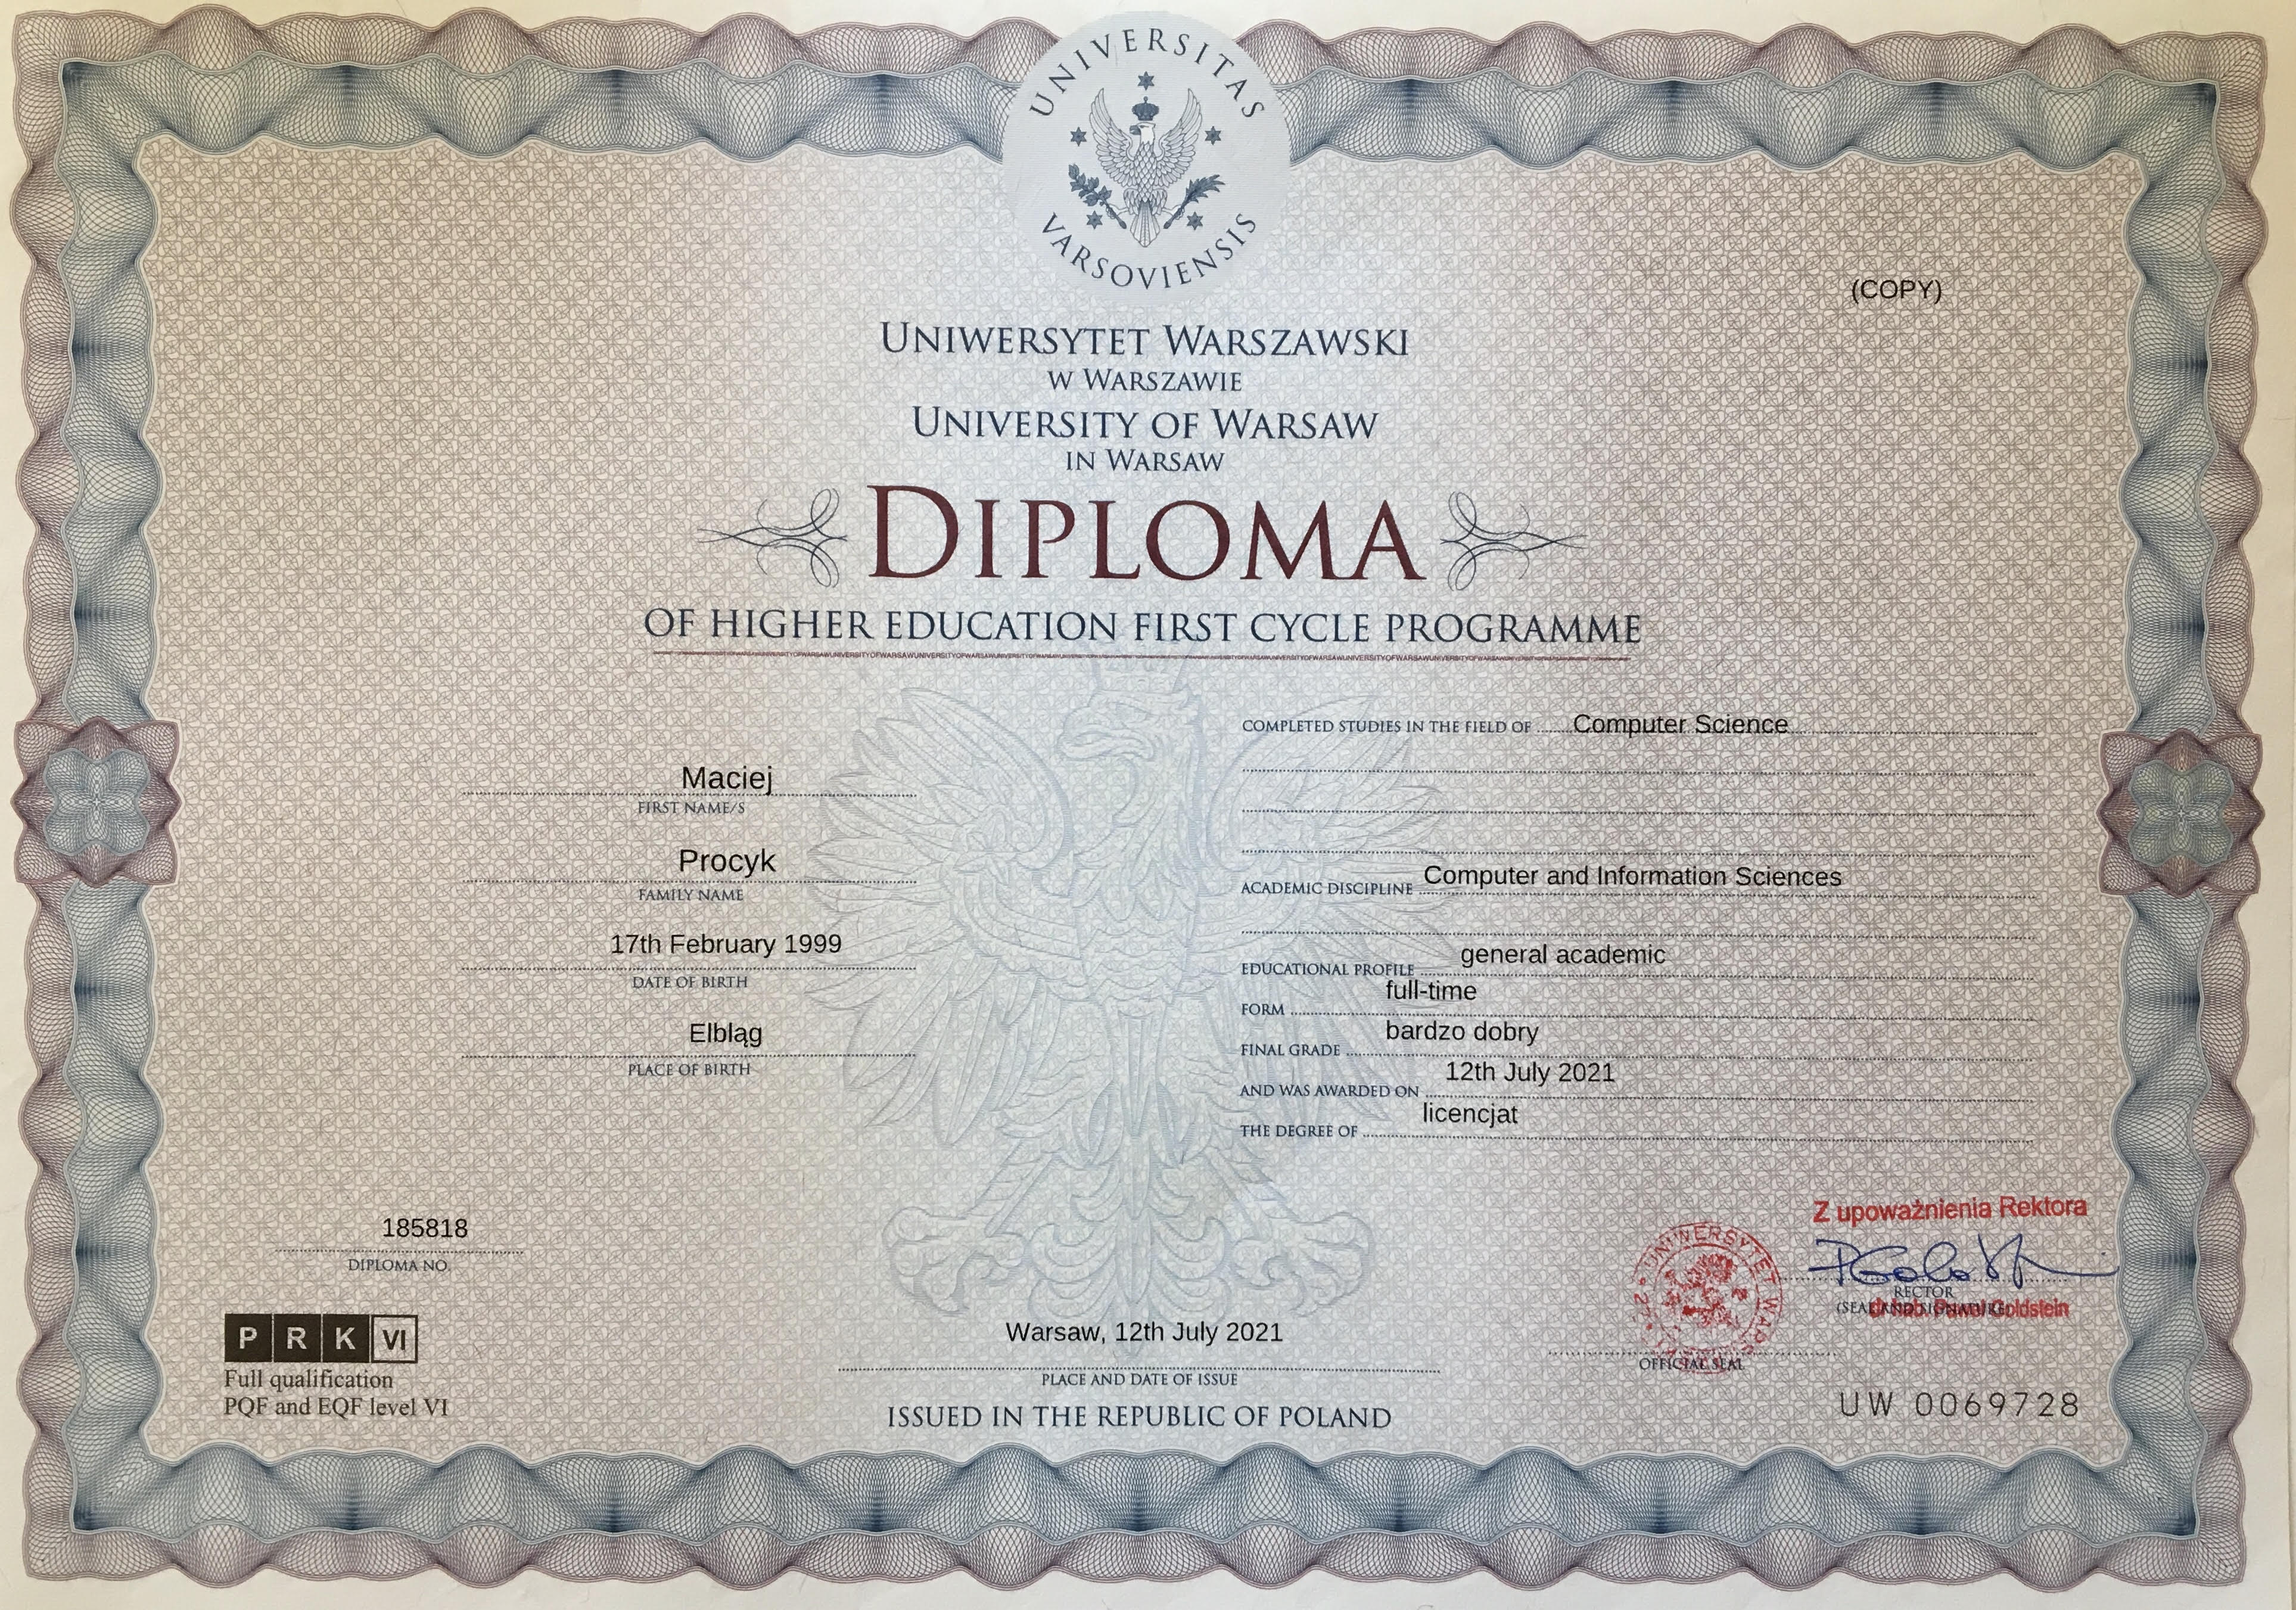 UNIVERSITAS
VARSOVIENSIS
(COPY)
UNIWERSYTET WARSZAWSKI
W WARSZAWIE
UNIVERSITY OF WARSAW
IN WARSAW
DIPLOMA
OF HIGHER EDUCATION FIRST CYCLE PROGRAMME
Maciej
FIRST NAME/S
Procyk
FAMILY NAME
17th February 1999
DATE OF BIRTH
Elbląg
PLACE OF BIRTH
COMPLETED STUDIES IN THE FIELD OF Computer Science
ACADEMIC DISCIPLINE Computer and Information Sciences
EDUCATIONAL PROFILE general academic
FORM full-time
FINAL GRADE bardzo dobry
AND WAS AWARDED ON 12th July 2021
THE DEGREE OF licencjat
185818
DIPLOMA NO.
P R K VI
Full qualification
PQF and EQF level VI
Warsaw, 12th July 2021
PLACE AND DATE OF ISSUE
ISSUED IN THE REPUBLIC OF POLAND
Z upoważnienia Rektora
RECTOR
(SEAL AND SIGNATURE)
dr hab. Paweł Goldstein
UNIWERSYTET
OFFICIAL SEAL
UW 0069728